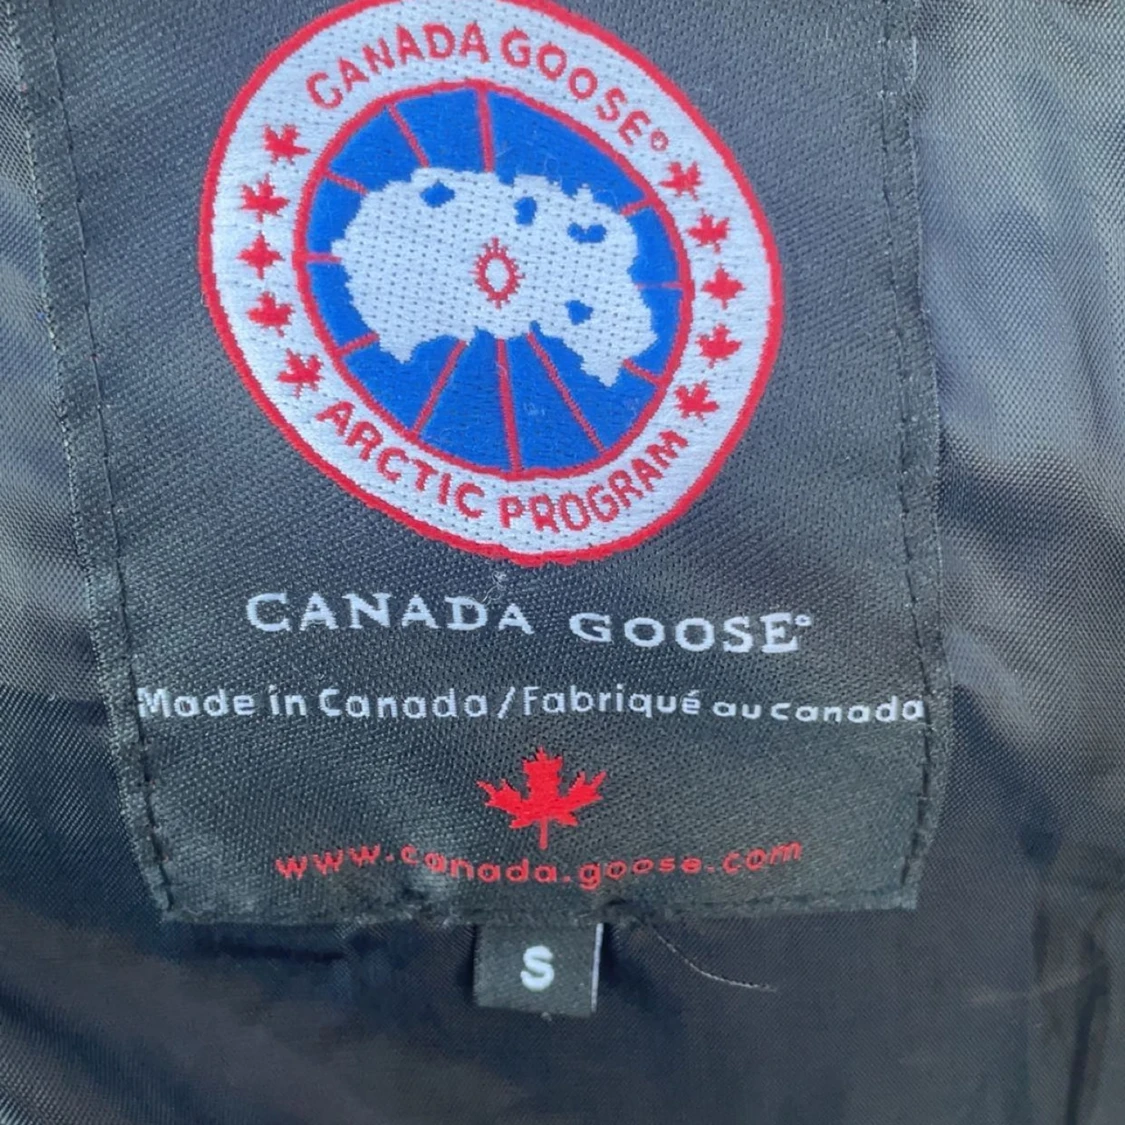 CANADA GOOSE®
ARCTIC PROGRAM
CANADA GOOSE®
Made in Canada/Fabriqué au canada
www.canada.goose.com
S